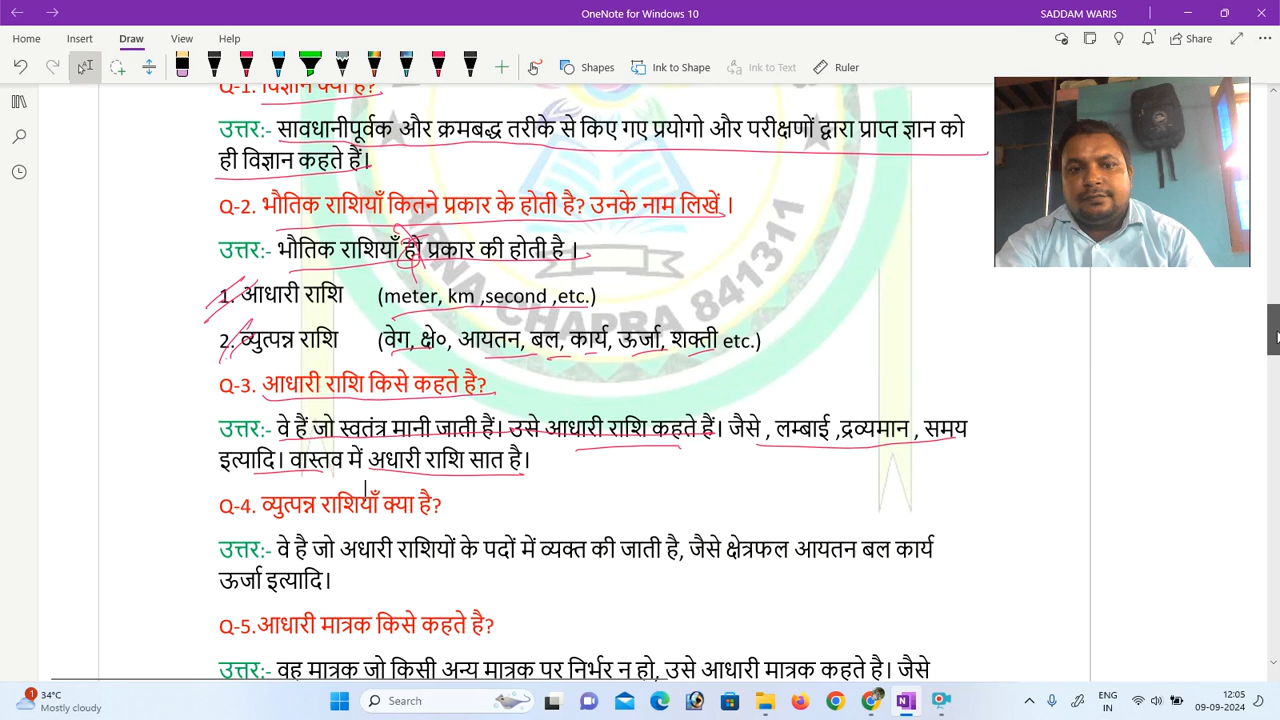 OneNote for Windows 10
SADDAM WARIS
Home Insert Draw View Help
Share
Shapes Ink to Shape Ink to Text Ruler
Q-1. विज्ञान क्या है?
उत्तर:- सावधानीपूर्वक और क्रमबद्ध तरीके से किए गए प्रयोगो और परीक्षणों द्वारा प्राप्त ज्ञान को
ही विज्ञान कहते हैं।
Q-2. भौतिक राशियाँ कितने प्रकार के होती है? उनके नाम लिखें ।
उत्तर:- भौतिक राशियाँ हो प्रकार की होती है ।
1. आधारी राशि (meter, km ,second ,etc.)
2. व्युत्पन्न राशि (वेग, क्षे०, आयतन, बल, कार्य, ऊर्जा, शक्ती etc.)
Q-3. आधारी राशि किसे कहते है?
उत्तर:- वे हैं जो स्वतंत्र मानी जाती हैं। उसे आधारी राशि कहते हैं। जैसे , लम्बाई ,द्रव्यमान , समय
इत्यादि। वास्तव में अधारी राशि सात है।
Q-4. व्युत्पन्न राशियाँ क्या है?
उत्तर:- वे है जो अधारी राशियों के पदों में व्यक्त की जाती है, जैसे क्षेत्रफल आयतन बल कार्य
ऊर्जा इत्यादि।
Q-5.आधारी मात्रक किसे कहते है?
उत्तर:- वह मात्रक जो किसी अन्य मात्रक पर निर्भर न हो, उसे आधारी मात्रक कहते है। जैसे
CHAPRA 841311
34°C
Mostly cloudy
Search
ENG
IN
12:05
09-09-2024